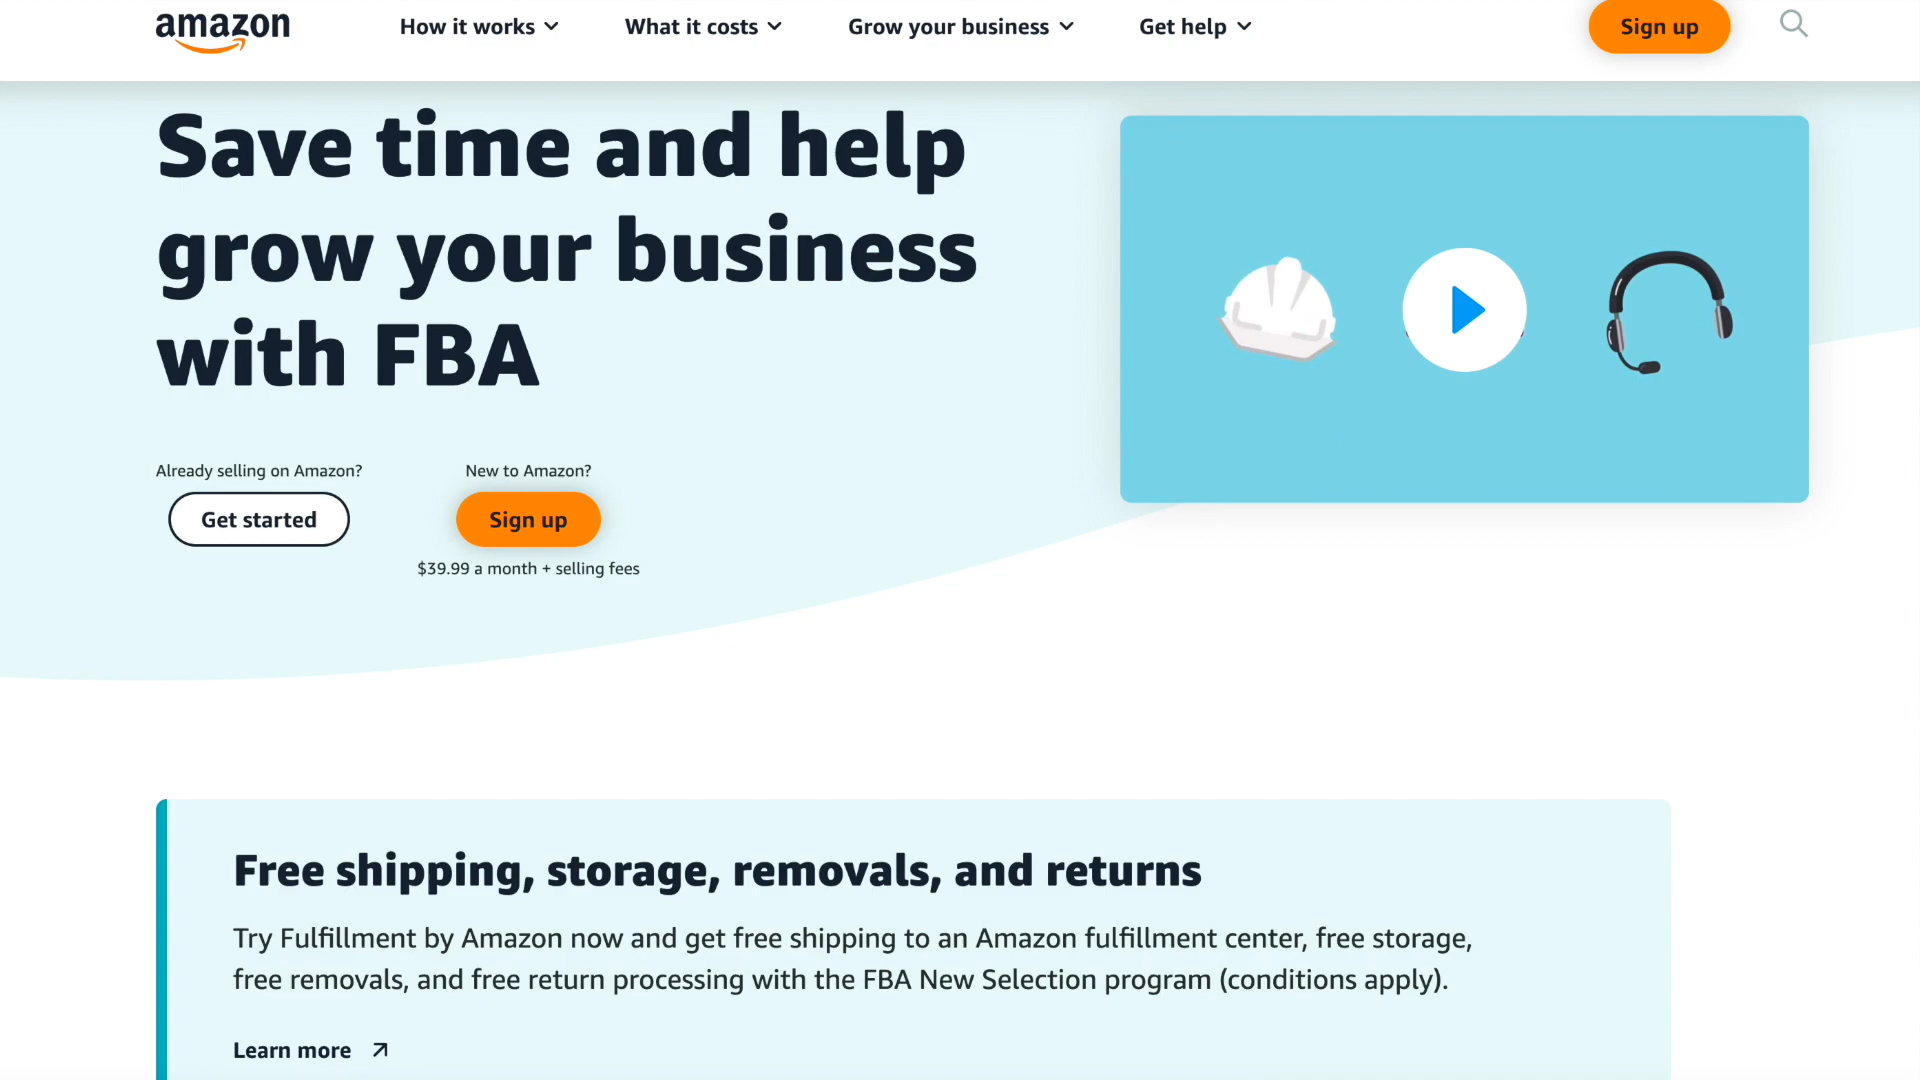 amazon
How it works
What it costs
Grow your business
Get help
Sign up
Save time and help
grow your business
with FBA
Already selling on Amazon?
Get started
New to Amazon?
Sign up
$39.99 a month + selling fees
Free shipping, storage, removals, and returns
Try Fulfillment by Amazon now and get free shipping to an Amazon fulfillment center, free storage,
free removals, and free return processing with the FBA New Selection program (conditions apply).
Learn more